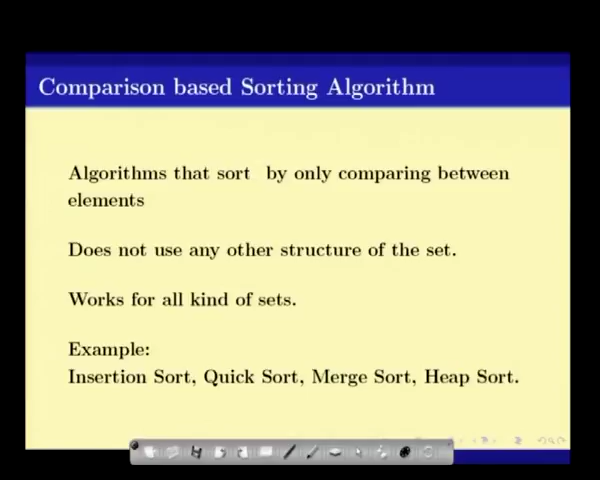 Comparison based Sorting Algorithm
Algorithms that sort by only comparing between
elements
Does not use any other structure of the set.
Works for all kind of sets.
Example:
Insertion Sort, Quick Sort, Merge Sort, Heap Sort.